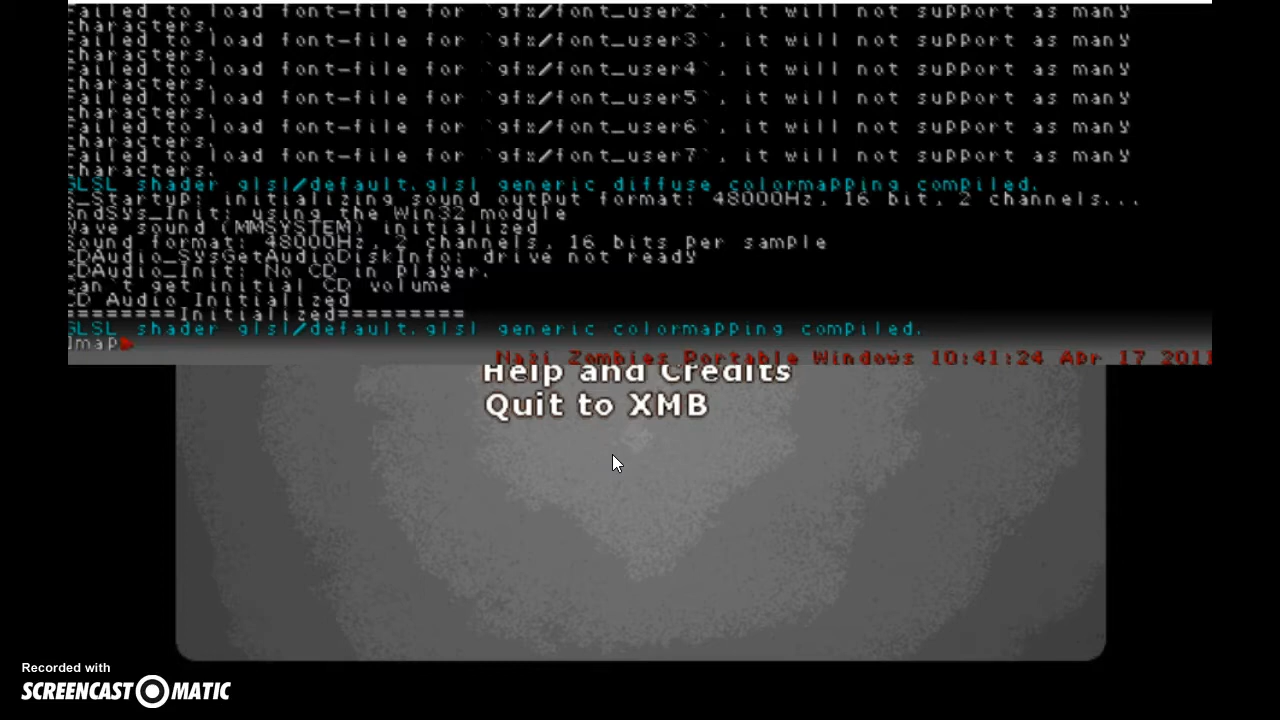 Failed to load font-file for `gfx/font_user2`, it will not support as many
characters.
Failed to load font-file for `gfx/font_user3`, it will not support as many
characters.
Failed to load font-file for `gfx/font_user4`, it will not support as many
characters.
Failed to load font-file for `gfx/font_user5`, it will not support as many
characters.
Failed to load font-file for `gfx/font_user6`, it will not support as many
characters.
Failed to load font-file for `gfx/font_user7`, it will not support as many
characters.
GLSL shader glsl/default.glsl generic diffuse colormapping compiled.
S_Startup: initializing sound output format: 48000Hz, 16 bit, 2 channels...
SndSys_Init: using the Win32 module
Wave sound (MMSYSTEM) initialized
Sound format: 48000Hz, 2 channels, 16 bits per sample
CDAudio_SysGetAudioDiskInfo: drive not ready
CDAudio_Init: No CD in player.
Can't get initial CD volume
CD Audio Initialized
========Initialized=========
GLSL shader glsl/default.glsl generic colormapping compiled.
]map
Nazi Zombies Portable Windows 10:41:24 Apr 17 2011
Help and Credits
Quit to XMB
Recorded with
SCREENCAST-O-MATIC